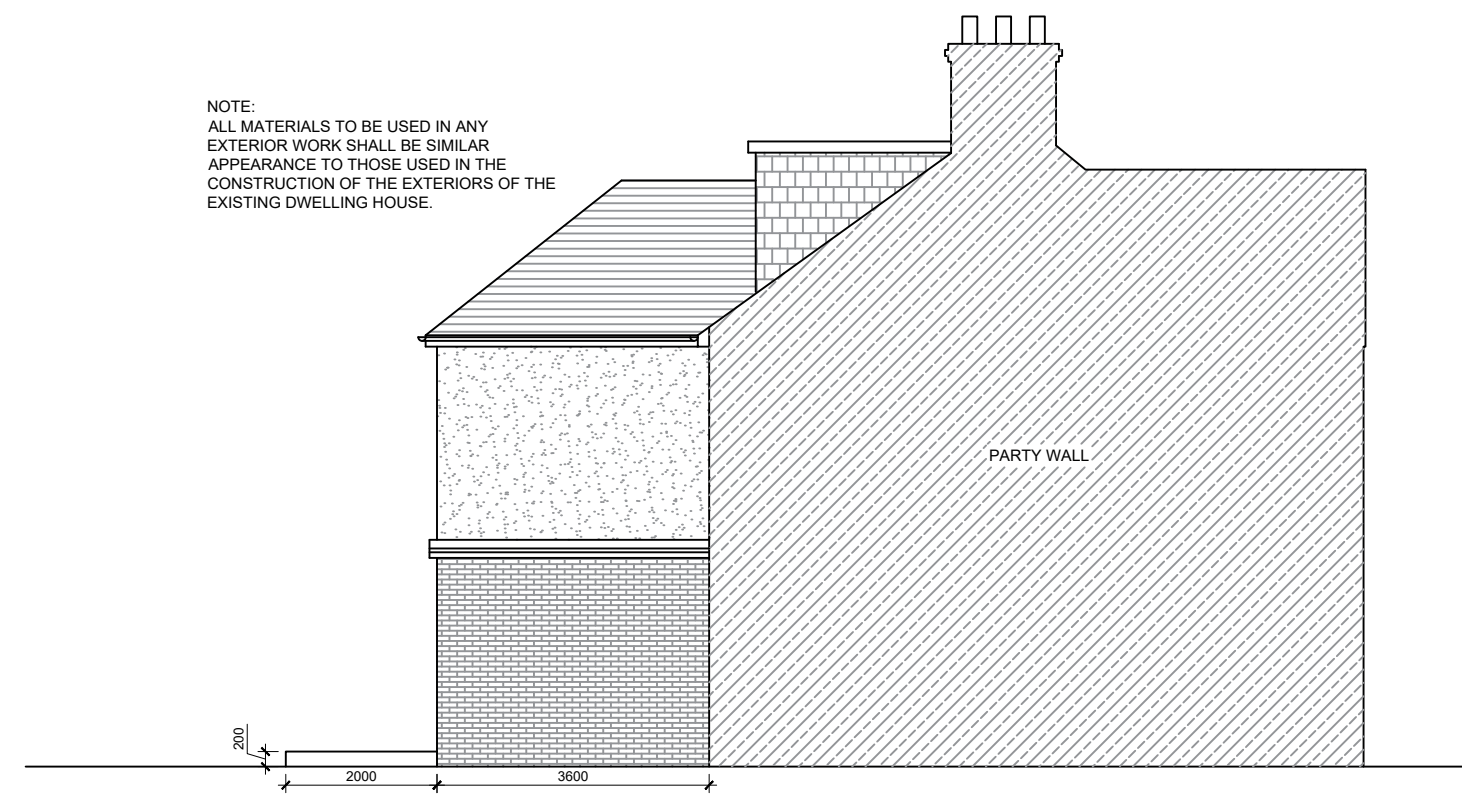 NOTE:
ALL MATERIALS TO BE USED IN ANY
EXTERIOR WORK SHALL BE SIMILAR
APPEARANCE TO THOSE USED IN THE
CONSTRUCTION OF THE EXTERIORS OF THE
EXISTING DWELLING HOUSE.
PARTY WALL
200
2000
3600